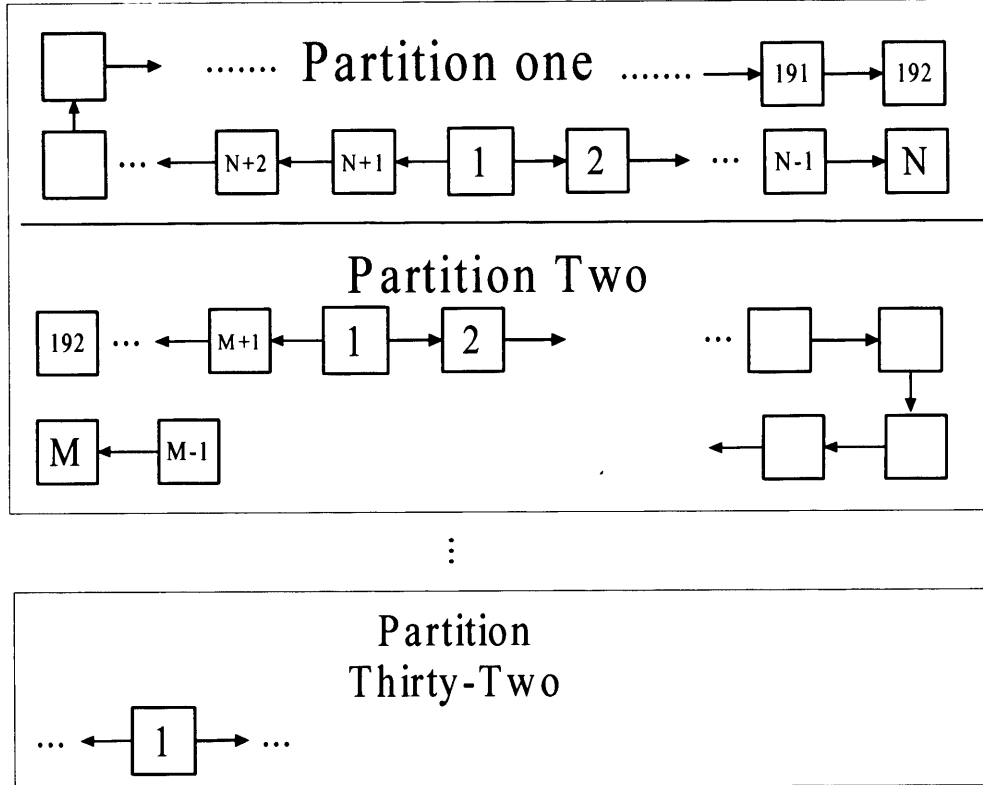 ....... Partition one ....... 191 192
... N+2 N+1 1 2 ... N-1 N
Partition Two
192 ... M+1 1 2 ...
M M-1
⋮
Partition
Thirty-Two
... 1 ...